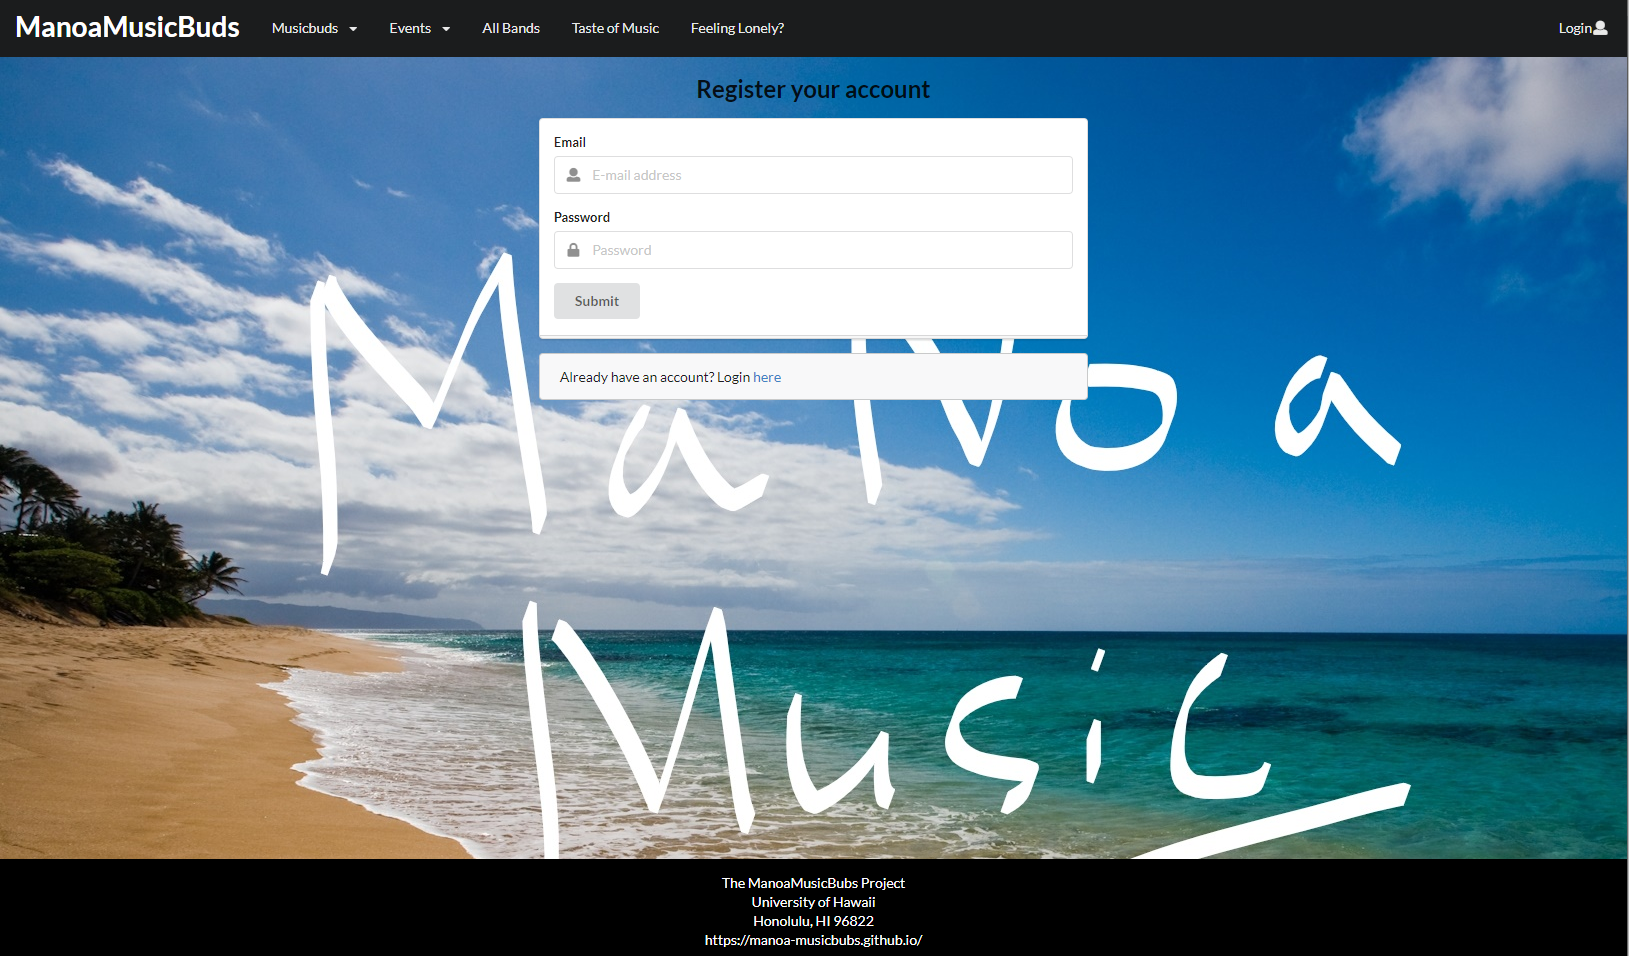 ManoaMusicBuds Musicbuds Events All Bands Taste of Music Feeling Lonely? Login
Register your account
Email
E-mail address
Password
Password
Submit
Already have an account? Login here
MaNoa
Music
The ManoaMusicBubs Project
University of Hawaii
Honolulu, HI 96822
https://manoa-musicbubs.github.io/